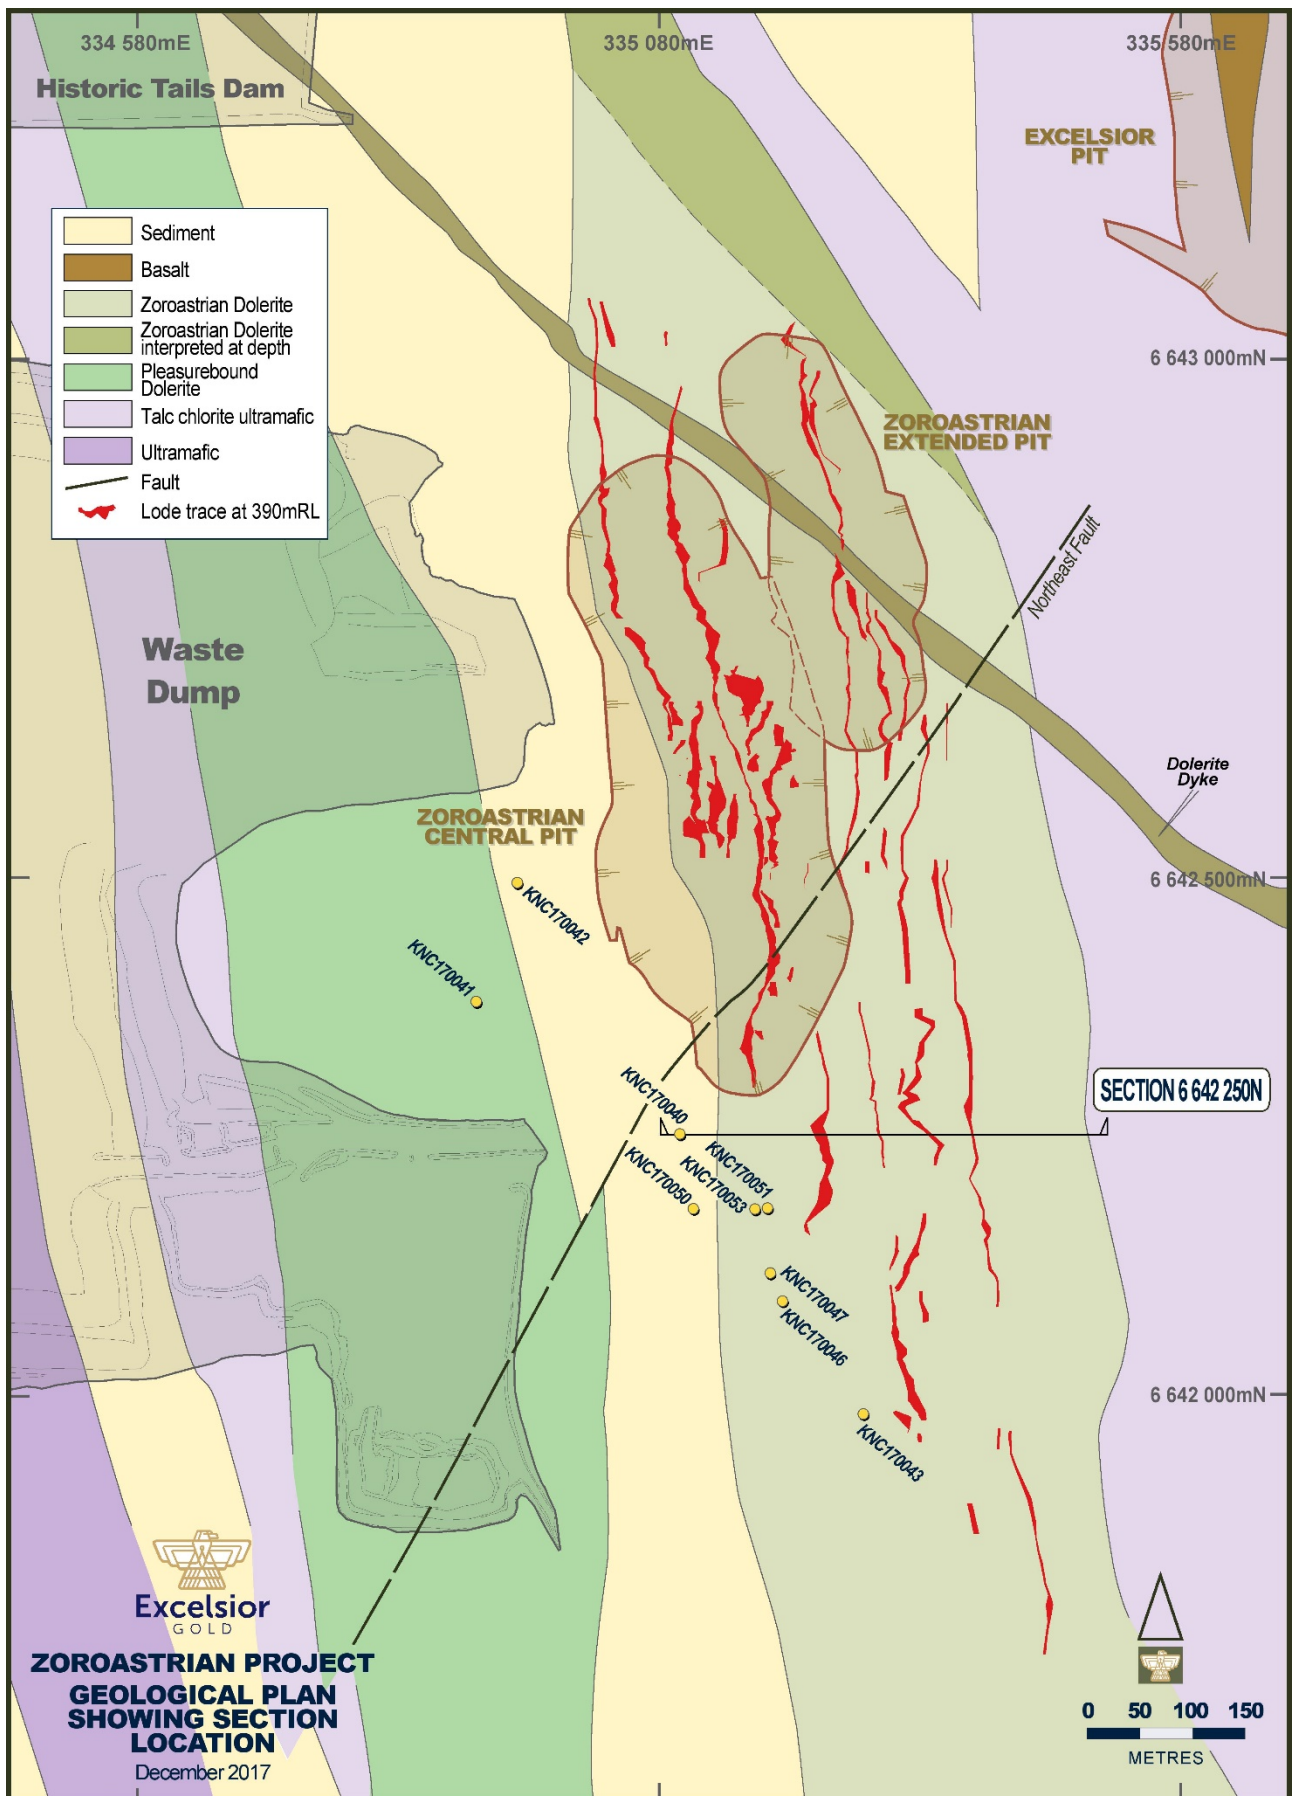 334 580mE
335 080mE
335 580mE
Historic Tails Dam
EXCELSIOR
PIT
Sediment
Basalt
Zoroastrian Dolerite
Zoroastrian Dolerite
interpreted at depth
Pleasurebound
Dolerite
Talc chlorite ultramafic
Ultramafic
Fault
Lode trace at 390mRL
6 643 000mN
ZOROASTRIAN
EXTENDED PIT
Northeast Fault
Waste
Dump
Dolerite
Dyke
ZOROASTRIAN
CENTRAL PIT
6 642 500mN
KNC170042
KNC170041
KNC170040
SECTION 6 642 250N
KNC170051
KNC170053
KNC170050
KNC170047
KNC170046
6 642 000mN
KNC170043
Excelsior
GOLD
ZOROASTRIAN PROJECT
GEOLOGICAL PLAN
SHOWING SECTION
LOCATION
December 2017
0 50 100 150
METRES